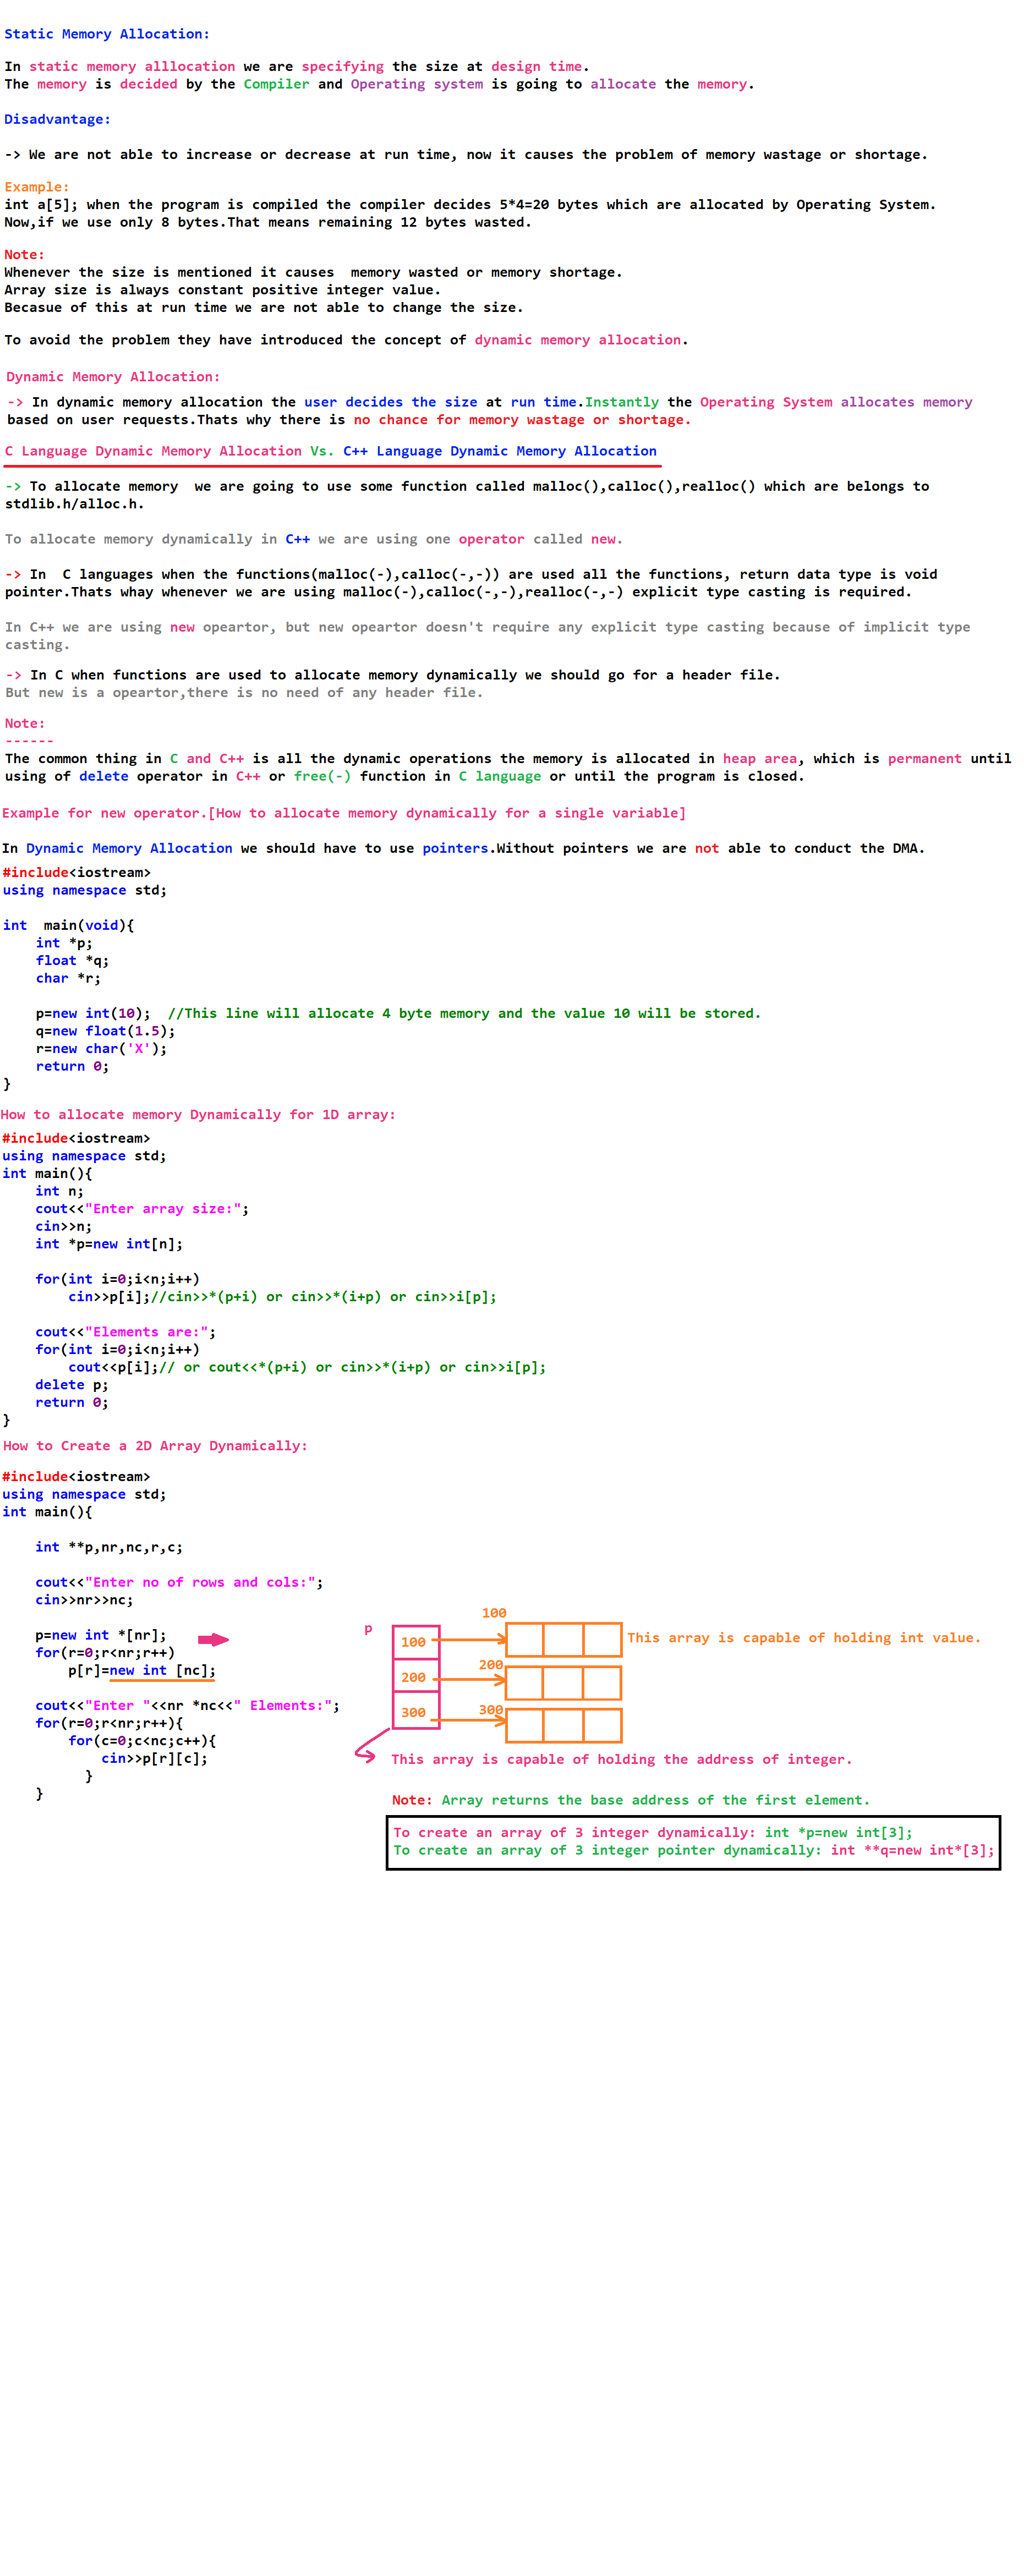 Static Memory Allocation:
In static memory alllocation we are specifying the size at design time.
The memory is decided by the Compiler and Operating system is going to allocate the memory.
Disadvantage:
-> We are not able to increase or decrease at run time, now it causes the problem of memory wastage or shortage.
Example:
int a[5]; when the program is compiled the compiler decides 5*4=20 bytes which are allocated by Operating System.
Now,if we use only 8 bytes.That means remaining 12 bytes wasted.
Note:
Whenever the size is mentioned it causes  memory wasted or memory shortage.
Array size is always constant positive integer value.
Becasue of this at run time we are not able to change the size.
To avoid the problem they have introduced the concept of dynamic memory allocation.
Dynamic Memory Allocation:
-> In dynamic memory allocation the user decides the size at run time.Instantly the Operating System allocates memory
based on user requests.Thats why there is no chance for memory wastage or shortage.
C Language Dynamic Memory Allocation Vs. C++ Language Dynamic Memory Allocation
-> To allocate memory  we are going to use some function called malloc(),calloc(),realloc() which are belongs to
stdlib.h/alloc.h.
To allocate memory dynamically in C++ we are using one operator called new.
-> In  C languages when the functions(malloc(-),calloc(-,-)) are used all the functions, return data type is void
pointer.Thats whay whenever we are using malloc(-),calloc(-,-),realloc(-,-) explicit type casting is required.
In C++ we are using new opeartor, but new opeartor doesn't require any explicit type casting because of implicit type
casting.
-> In C when functions are used to allocate memory dynamically we should go for a header file.
But new is a opeartor,there is no need of any header file.
Note:
------
The common thing in C and C++ is all the dynamic operations the memory is allocated in heap area, which is permanent until
using of delete operator in C++ or free(-) function in C language or until the program is closed.
Example for new operator.[How to allocate memory dynamically for a single variable]
In Dynamic Memory Allocation we should have to use pointers.Without pointers we are not able to conduct the DMA.
#include<iostream>
using namespace std;
int  main(void){
int *p;
float *q;
char *r;
p=new int(10);  //This line will allocate 4 byte memory and the value 10 will be stored.
q=new float(1.5);
r=new char('X');
return 0;
}
How to allocate memory Dynamically for 1D array:
#include<iostream>
using namespace std;
int main(){
int n;
cout<<"Enter array size:";
cin>>n;
int *p=new int[n];
for(int i=0;i<n;i++)
cin>>p[i];//cin>>*(p+i) or cin>>*(i+p) or cin>>i[p];
cout<<"Elements are:";
for(int i=0;i<n;i++)
cout<<p[i];// or cout<<*(p+i) or cin>>*(i+p) or cin>>i[p];
delete p;
return 0;
}
How to Create a 2D Array Dynamically:
#include<iostream>
using namespace std;
int main(){
int **p,nr,nc,r,c;
cout<<"Enter no of rows and cols:";
cin>>nr>>nc;
p=new int *[nr];
for(r=0;r<nr;r++)
p[r]=new int [nc];
cout<<"Enter "<<nr *nc<<" Elements:";
for(r=0;r<nr;r++){
for(c=0;c<nc;c++){
cin>>p[r][c];
}
}
p
100
100
This array is capable of holding int value.
200
200
300
300
This array is capable of holding the address of integer.
Note: Array returns the base address of the first element.
To create an array of 3 integer dynamically: int *p=new int[3];
To create an array of 3 integer pointer dynamically: int **q=new int*[3];